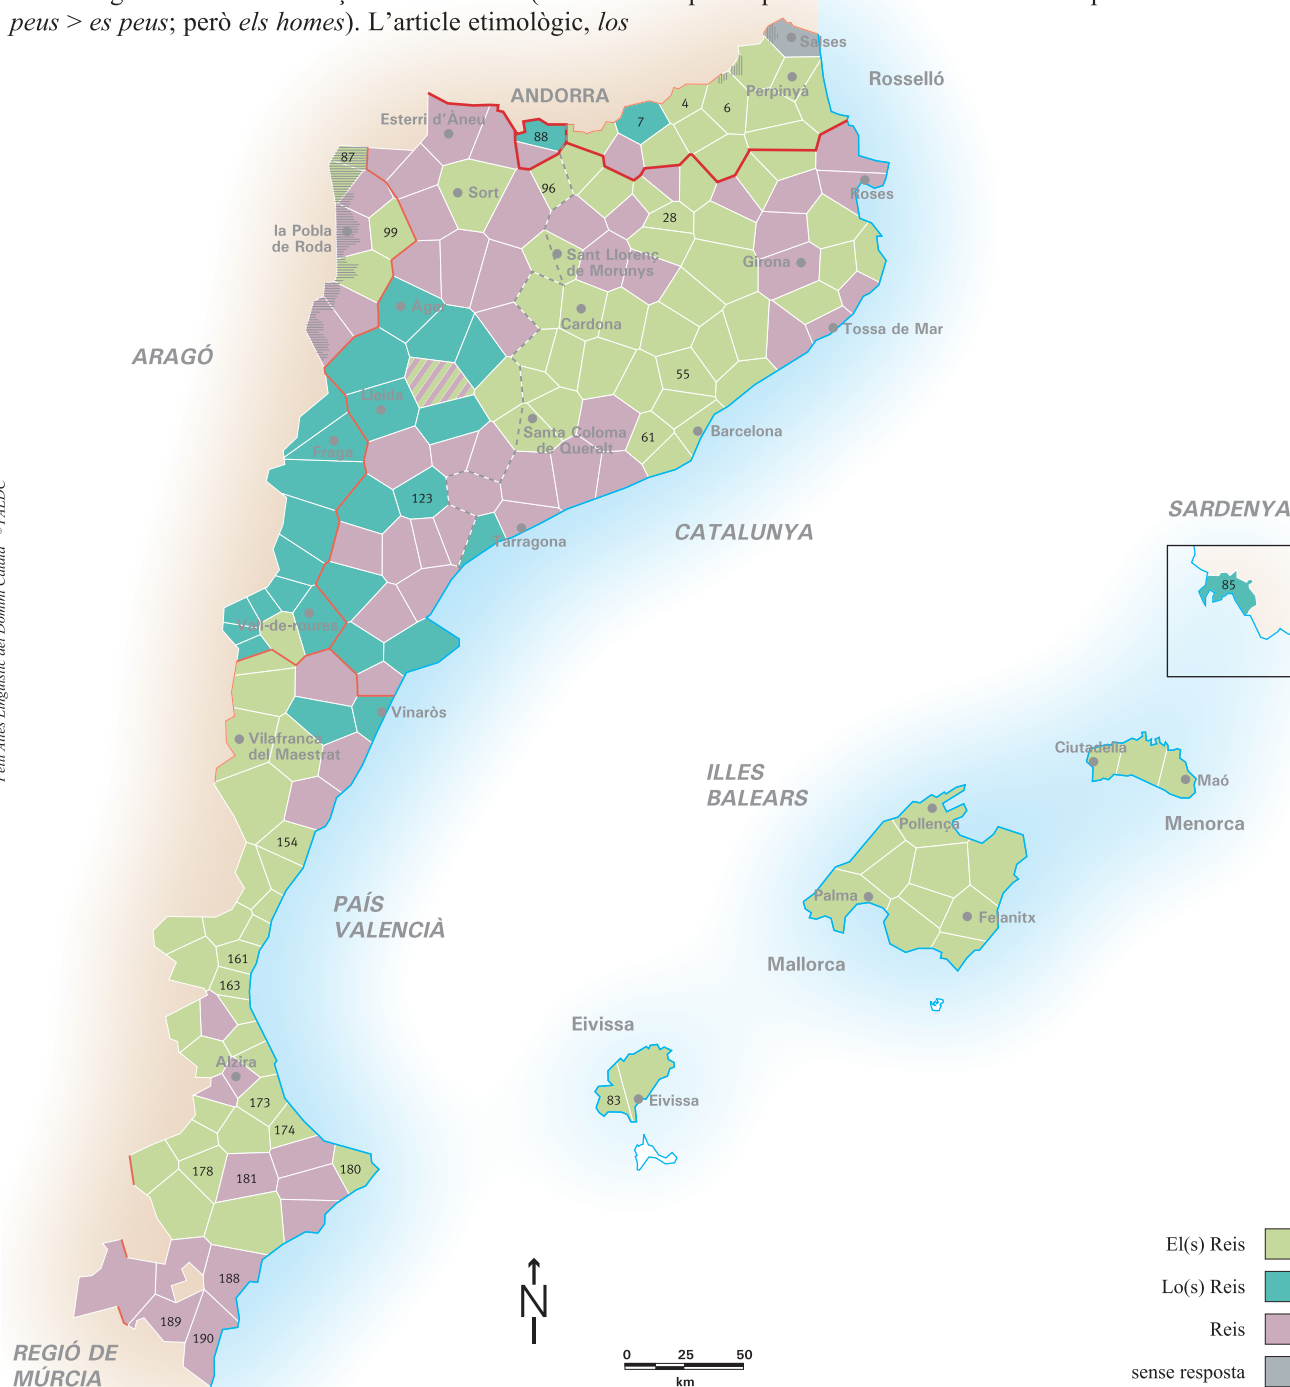 peus > es peus; però els homes). L’article etimològic, los
Salses
Rosselló
Perpinyà
ANDORRA
4
6
7
Esterri d’Àneu
88
87
Sort
96
Roses
28
la Pobla
de Roda
99
Sant Llorenç
de Morunys
Girona
Àger
Cardona
Tossa de Mar
ARAGÓ
55
Lleida
Santa Coloma
de Queralt
61
Barcelona
Fraga
123
Tarragona
CATALUNYA
SARDENYA
85
Vall-de-roures
Vinaròs
Vilafranca
del Maestrat
ILLES
BALEARS
Ciutadella
Maó
Menorca
Pollença
154
Palma
Felanitx
PAÍS
VALENCIÀ
161
Mallorca
163
Eivissa
Alzira
83
Eivissa
173
174
178
181
180
El(s) Reis
188
Lo(s) Reis
N
189
Reis
190
REGIÓ DE
MÚRCIA
0 25 50
km
sense resposta